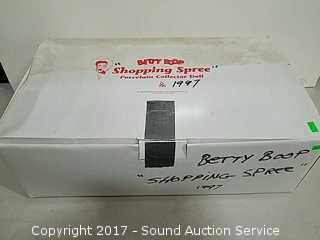 BETTY BOOP
"Shopping Spree"
Porcelain Collector Doll
1997
BETTY BOOP
"SHOPPING SPREE"
1997
Copyright 2017 - Sound Auction Service